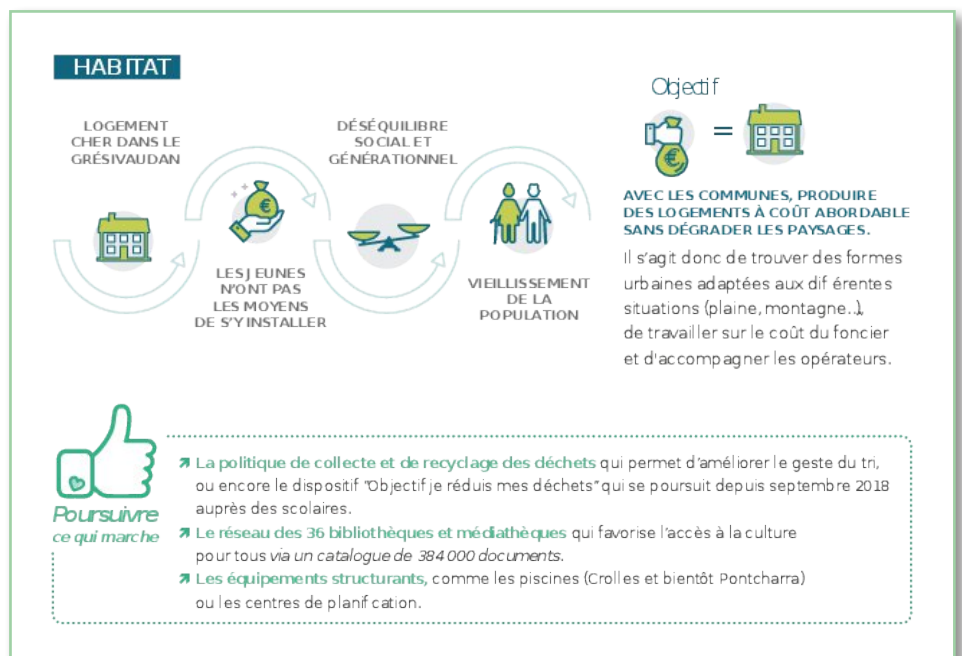 HABITAT
LOGEMENT
CHER DANS LE
GRÉSIVAUDAN
LES JEUNES
N'ONT PAS
LES MOYENS
DE S'Y INSTALLER
DÉSÉQUILIBRE
SOCIAL ET
GÉNÉRATIONNEL
VIEILLISSEMENT
DE LA
POPULATION
Objectif
=
AVEC LES COMMUNES, PRODUIRE
DES LOGEMENTS À COÛT ABORDABLE
SANS DÉGRADER LES PAYSAGES.
Il s'agit donc de trouver des formes
urbaines adaptées aux dif érentes
situations (plaine, montagne...),
de travailler sur le coût du foncier
et d'accompagner les opérateurs.
Poursuivre
ce qui marche
La politique de collecte et de recyclage des déchets qui permet d'améliorer le geste du tri,
ou encore le dispositif "Objectif je réduis mes déchets" qui se poursuit depuis septembre 2018
auprès des scolaires.
Le réseau des 36 bibliothèques et médiathèques qui favorise l'accès à la culture
pour tous via un catalogue de 384 000 documents.
Les équipements structurants, comme les piscines (Crolles et bientôt Pontcharra)
ou les centres de planif cation.